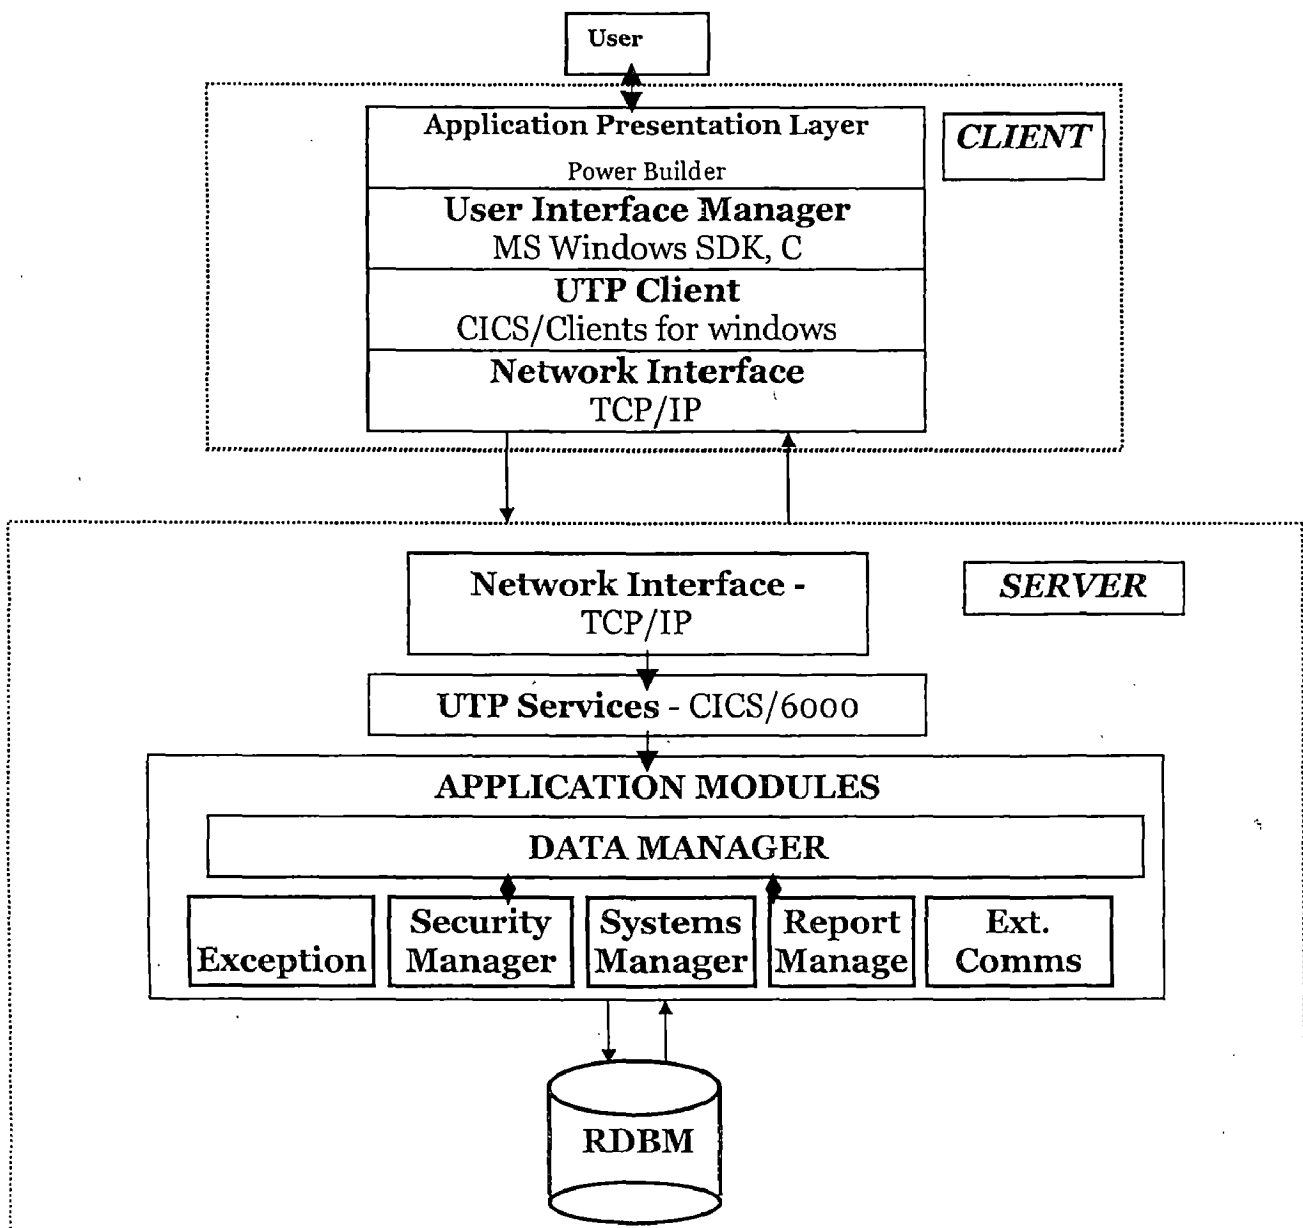 User
Application Presentation Layer
CLIENT
Power Builder
User Interface Manager
MS Windows SDK, C
UTP Client
CICS/Clients for windows
Network Interface
TCP/IP
Network Interface -
TCP/IP
SERVER
UTP Services - CICS/6000
APPLICATION MODULES
DATA MANAGER
Exception
Security
Manager
Systems
Manager
Report
Manage
Ext.
Comms
RDBM